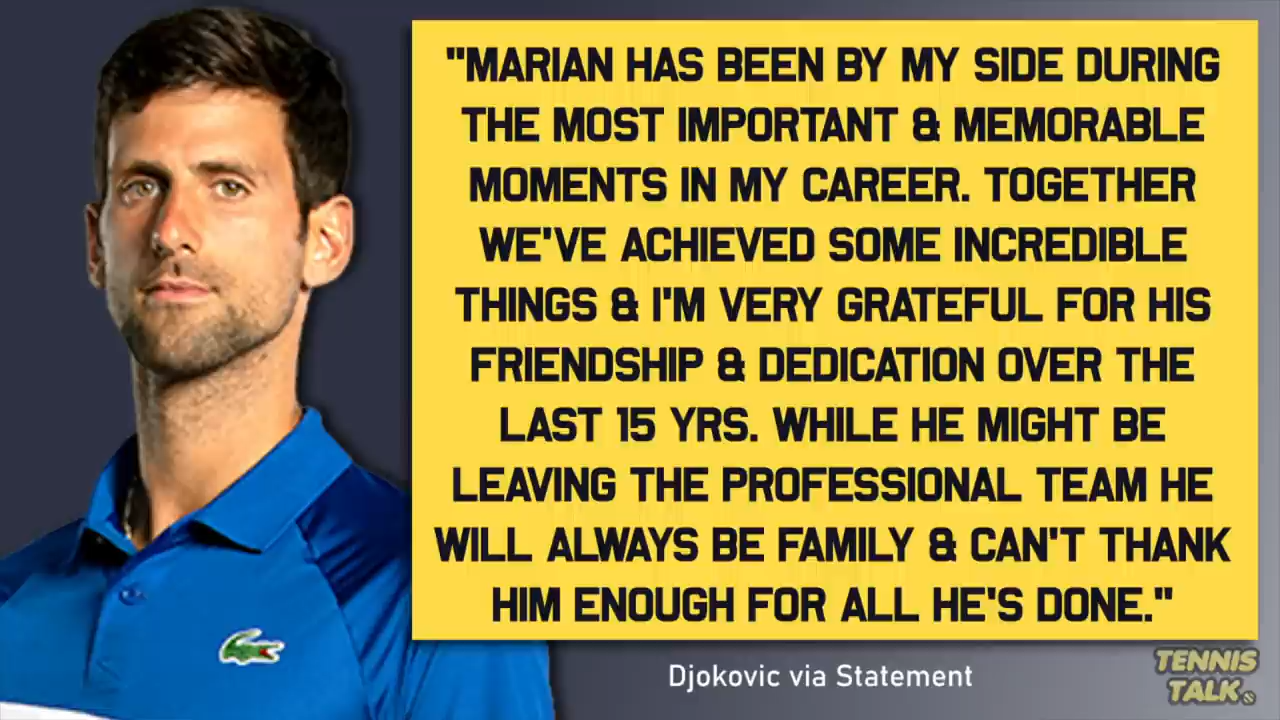 "MARIAN HAS BEEN BY MY SIDE DURING
THE MOST IMPORTANT & MEMORABLE
MOMENTS IN MY CAREER. TOGETHER
WE'VE ACHIEVED SOME INCREDIBLE
THINGS & I'M VERY GRATEFUL FOR HIS
FRIENDSHIP & DEDICATION OVER THE
LAST 15 YRS. WHILE HE MIGHT BE
LEAVING THE PROFESSIONAL TEAM HE
WILL ALWAYS BE FAMILY & CAN'T THANK
HIM ENOUGH FOR ALL HE'S DONE."
Djokovic via Statement
TENNIS
TALK